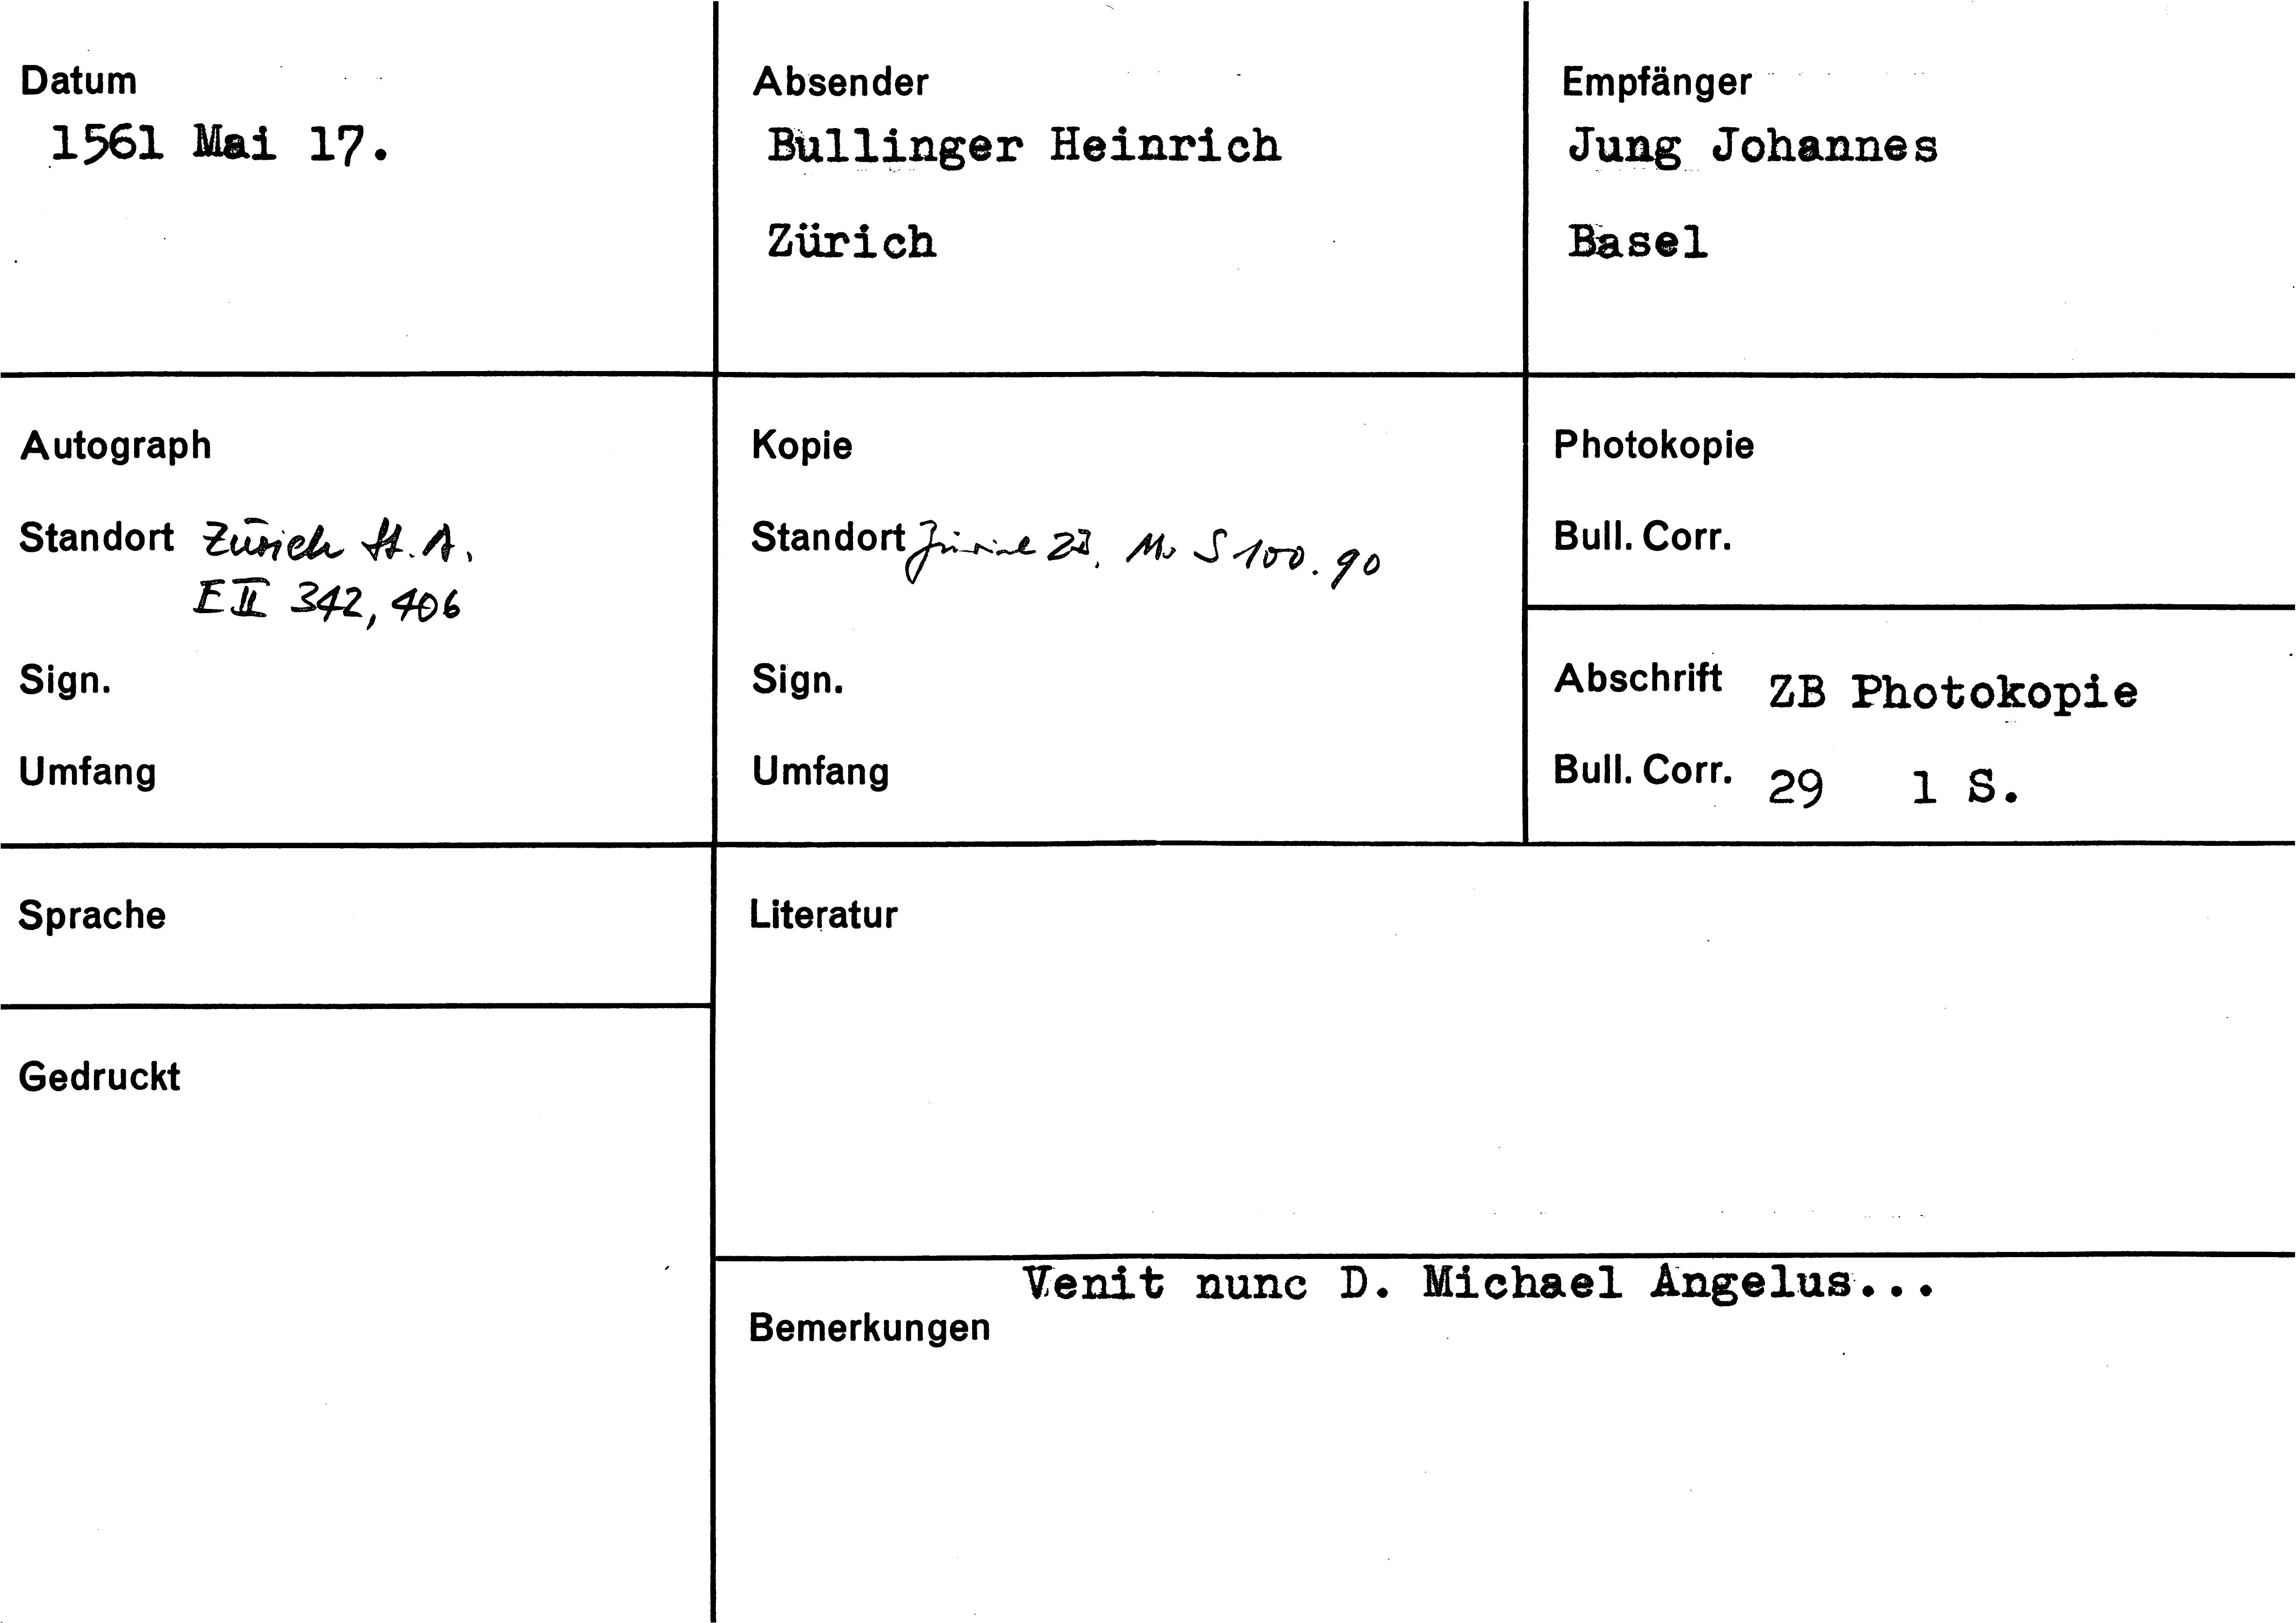 Datum
1561 Mai 17.
Absender
Bullinger Heinrich
Zürich
Empfänger
Jung Johannes
Basel
Autograph
Standort Zürich St. A.
E II 342, 406
Sign.
Umfang
Kopie
Standort Zürich ZB, Ms S 100. 90
Sign.
Umfang
Photokopie
Bull. Corr.
Abschrift ZB Photokopie
Bull. Corr. 29 1 S.
Sprache
Literatur
Gedruckt
Venit nunc D. Michael Angelus...
Bemerkungen